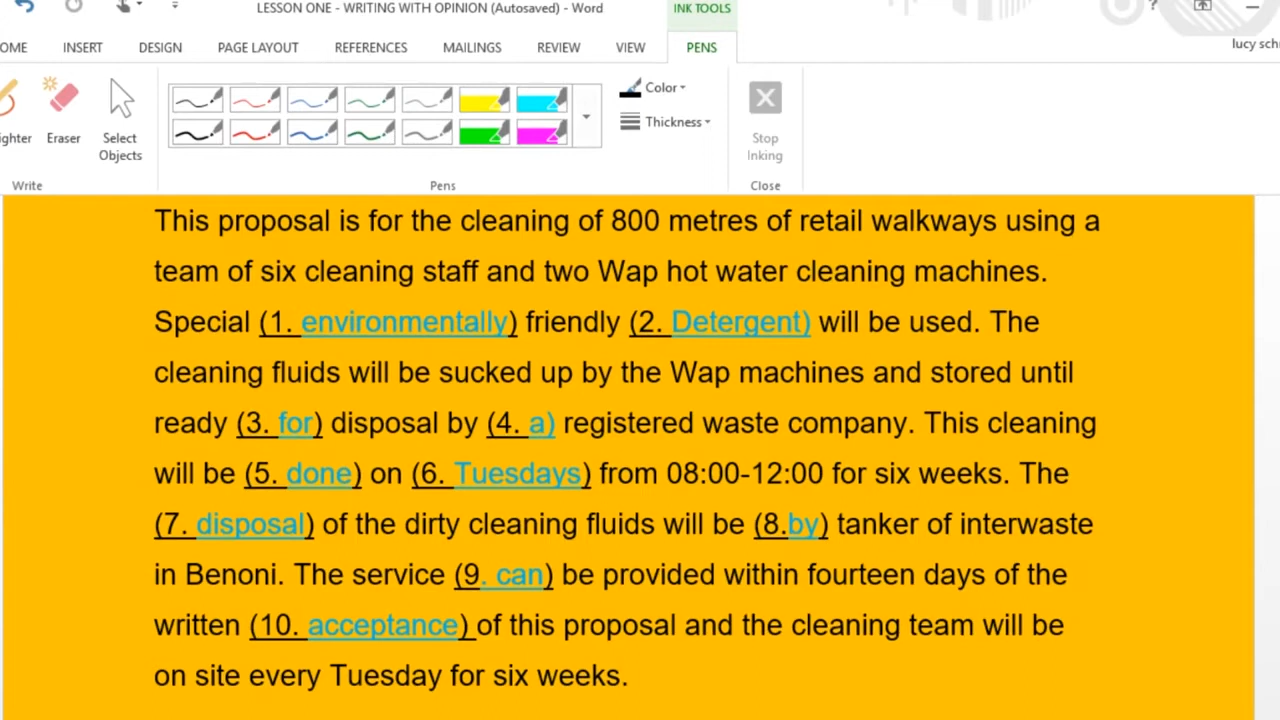 LESSON ONE - WRITING WITH OPINION (Autosaved) - Word
INK TOOLS
?
OME INSERT DESIGN PAGE LAYOUT REFERENCES MAILINGS REVIEW VIEW PENS
lucy sch
ighter Eraser Select Objects
Color
Thickness
Stop Inking
Write Pens Close
This proposal is for the cleaning of 800 metres of retail walkways using a
team of six cleaning staff and two Wap hot water cleaning machines.
Special (1. environmentally) friendly (2. Detergent) will be used. The
cleaning fluids will be sucked up by the Wap machines and stored until
ready (3. for) disposal by (4. a) registered waste company. This cleaning
will be (5. done) on (6. Tuesdays) from 08:00-12:00 for six weeks. The
(7. disposal) of the dirty cleaning fluids will be (8.by) tanker of interwaste
in Benoni. The service (9. can) be provided within fourteen days of the
written (10. acceptance) of this proposal and the cleaning team will be
on site every Tuesday for six weeks.